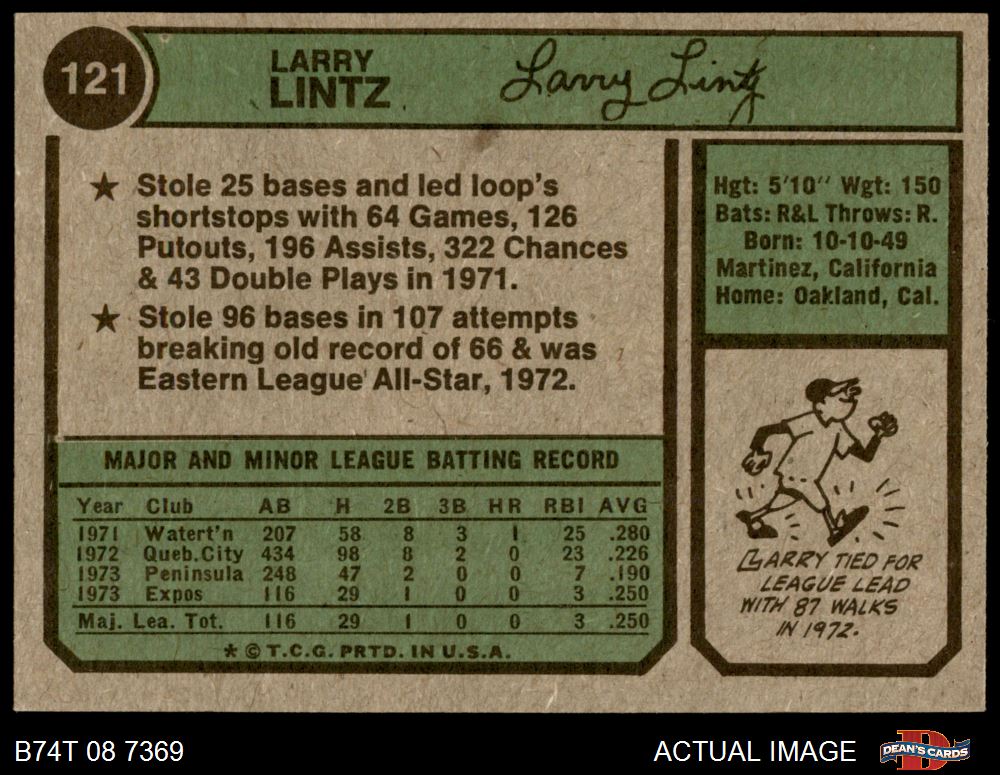 121
LARRY
LINTZ
Larry Lintz
★ Stole 25 bases and led loop's
shortstops with 64 Games, 126
Putouts, 196 Assists, 322 Chances
& 43 Double Plays in 1971.
★ Stole 96 bases in 107 attempts
breaking old record of 66 & was
Eastern League All-Star, 1972.
Hgt: 5'10" Wgt: 150
Bats: R&L Throws: R.
Born: 10-10-49
Martinez, California
Home: Oakland, Cal.
MAJOR AND MINOR LEAGUE BATTING RECORD
Year Club AB H 2B 3B HR RBI AVG
1971 Watert'n 207 58 8 3 1 25 .280
1972 Queb.City 434 98 8 2 0 23 .226
1973 Peninsula 248 47 2 0 0 7 .190
1973 Expos 116 29 1 0 0 3 .250
Maj. Lea. Tot. 116 29 1 0 0 3 .250
★ © T.C.G. PRTD. IN U.S.A.
LARRY TIED FOR
LEAGUE LEAD
WITH 87 WALKS
IN 1972.
B74T 08 7369
ACTUAL IMAGE
D
DEAN'S CARDS